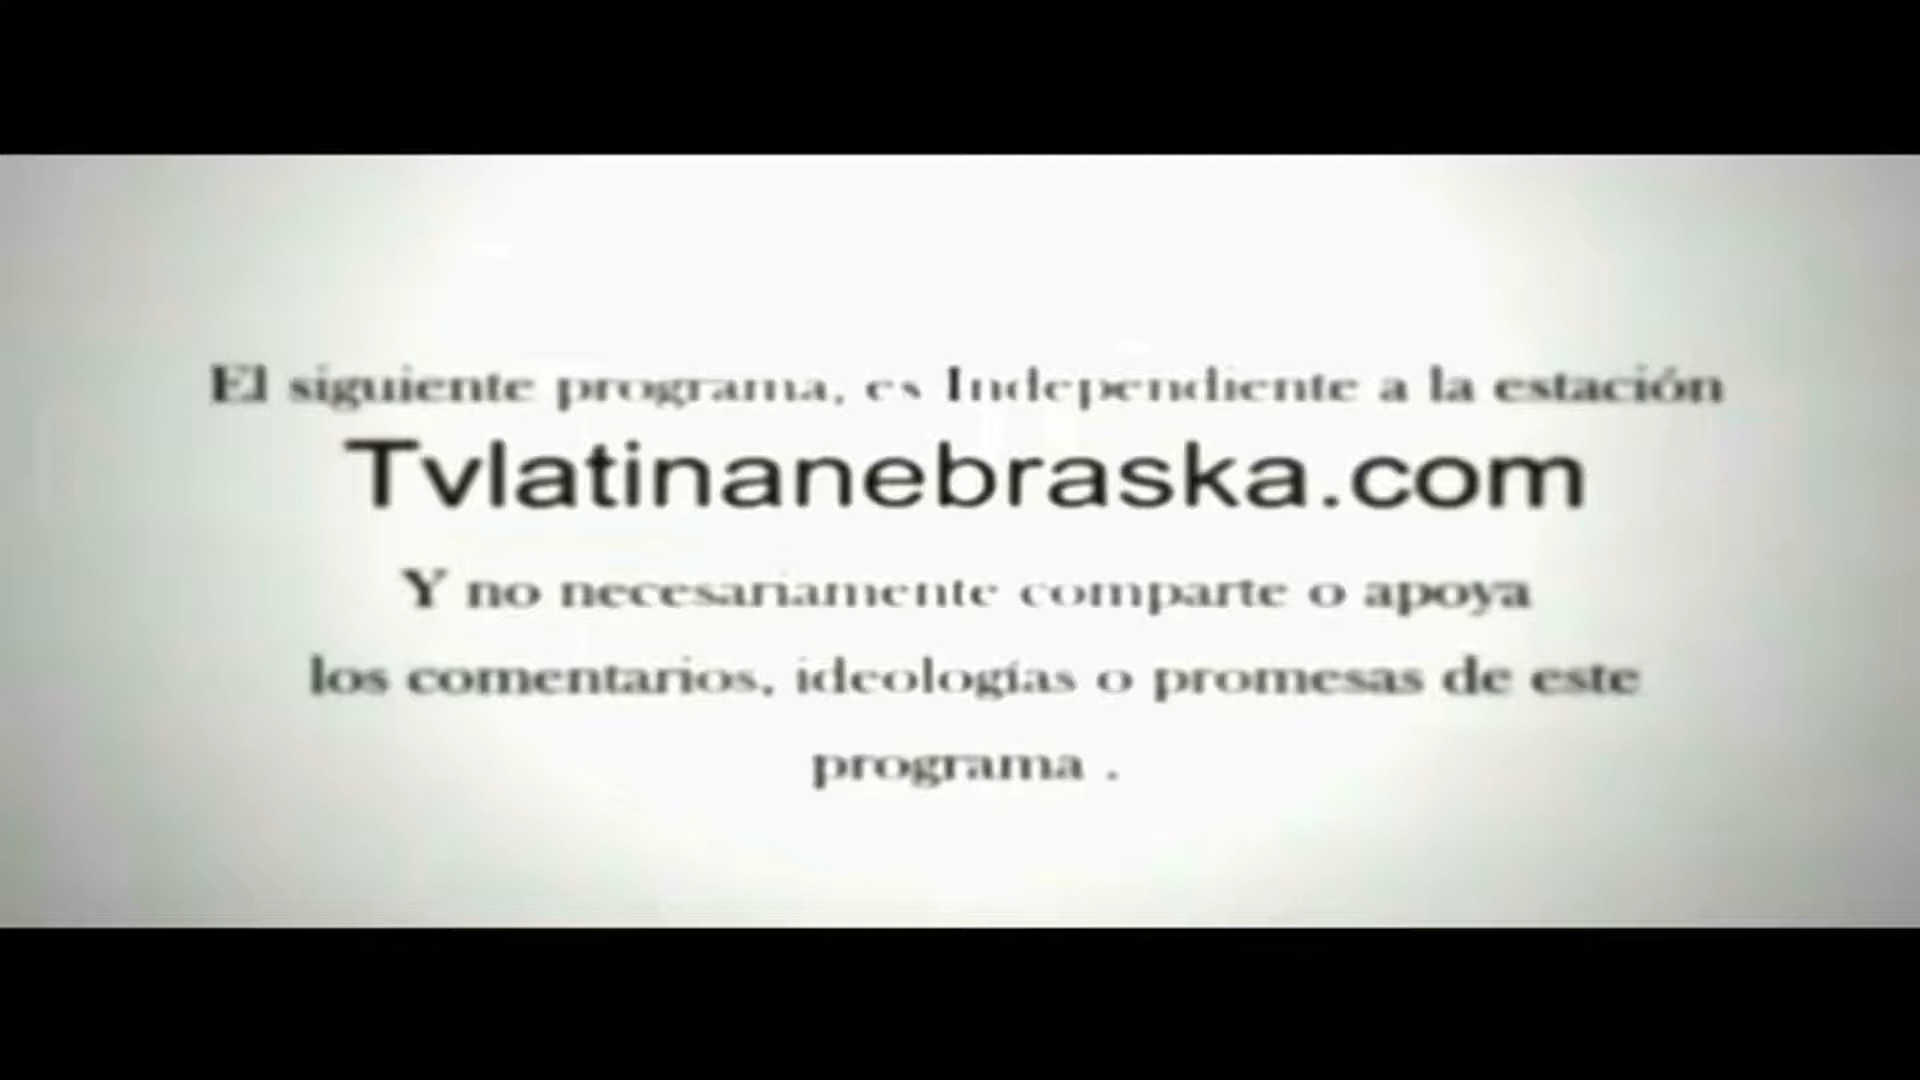 El siguiente programa, es Independiente a la estación
Tvlatinanebraska.com
Y no necesariamente comparte o apoya
los comentarios, ideologías o promesas de este
programa .